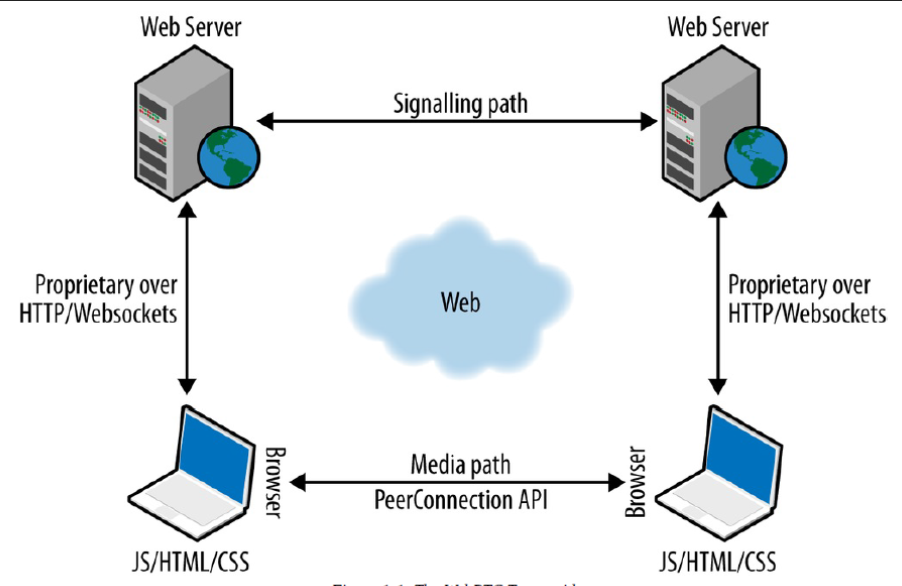 Web Server
Web Server
Signalling path
Proprietary over
HTTP/Websockets
Web
Proprietary over
HTTP/Websockets
Browser
Media path
PeerConnection API
Browser
JS/HTML/CSS
JS/HTML/CSS